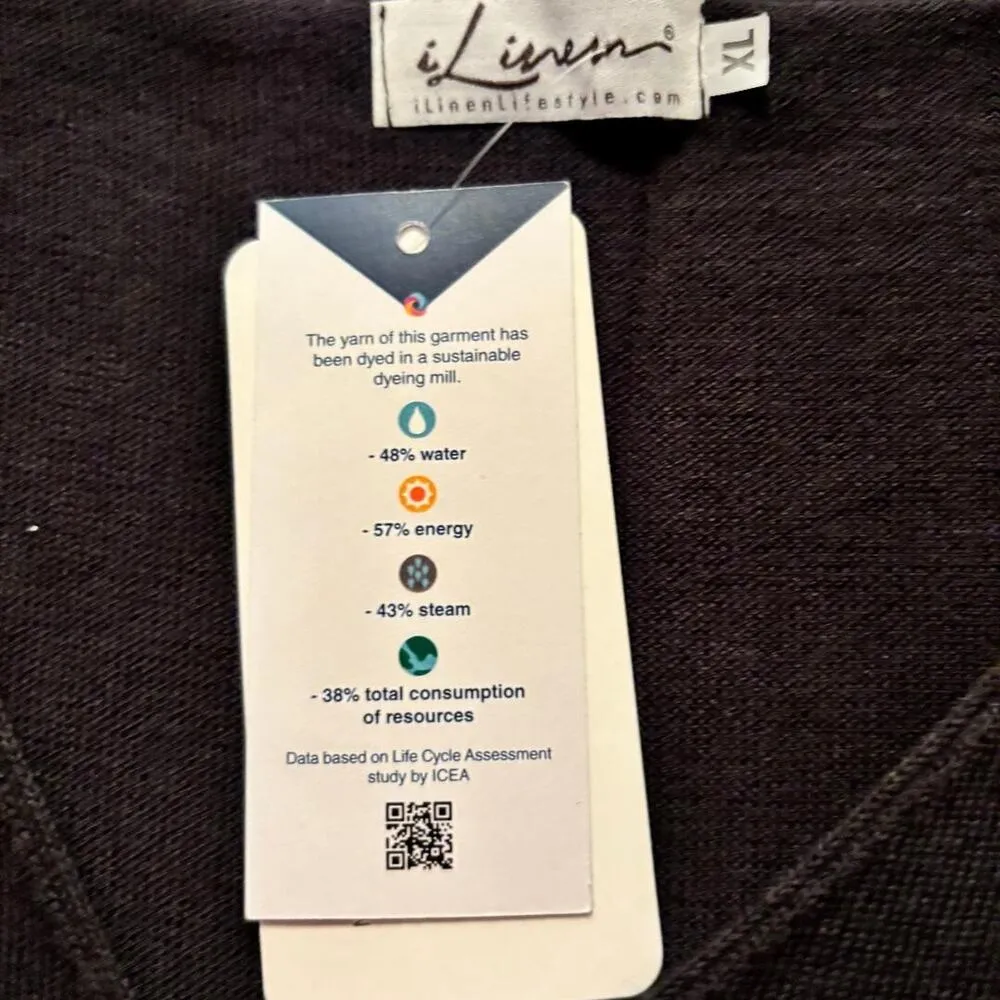 iLinen®
iLinenLifestyle.com
XL
The yarn of this garment has
been dyed in a sustainable
dyeing mill.
- 48% water
- 57% energy
- 43% steam
- 38% total consumption
of resources
Data based on Life Cycle Assessment
study by ICEA